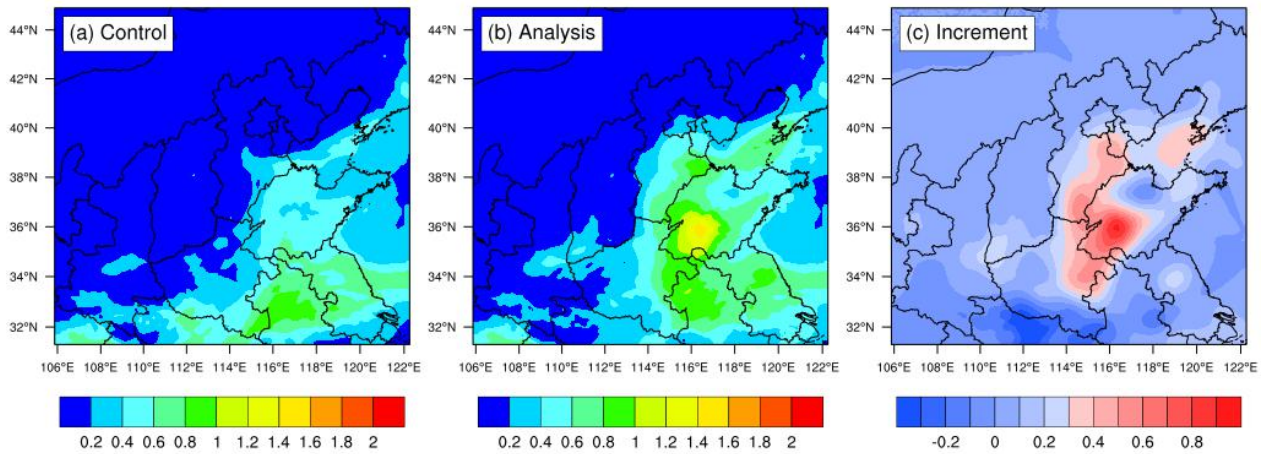 (a) Control
(b) Analysis
(c) Increment
44°N
42°N
40°N
38°N
36°N
34°N
32°N
106°E 108°E 110°E 112°E 114°E 116°E 118°E 120°E 122°E
44°N
42°N
40°N
38°N
36°N
34°N
32°N
106°E 108°E 110°E 112°E 114°E 116°E 118°E 120°E 122°E
44°N
42°N
40°N
38°N
36°N
34°N
32°N
106°E 108°E 110°E 112°E 114°E 116°E 118°E 120°E 122°E
0.2 0.4 0.6 0.8 1 1.2 1.4 1.6 1.8 2
0.2 0.4 0.6 0.8 1 1.2 1.4 1.6 1.8 2
-0.2 0 0.2 0.4 0.6 0.8